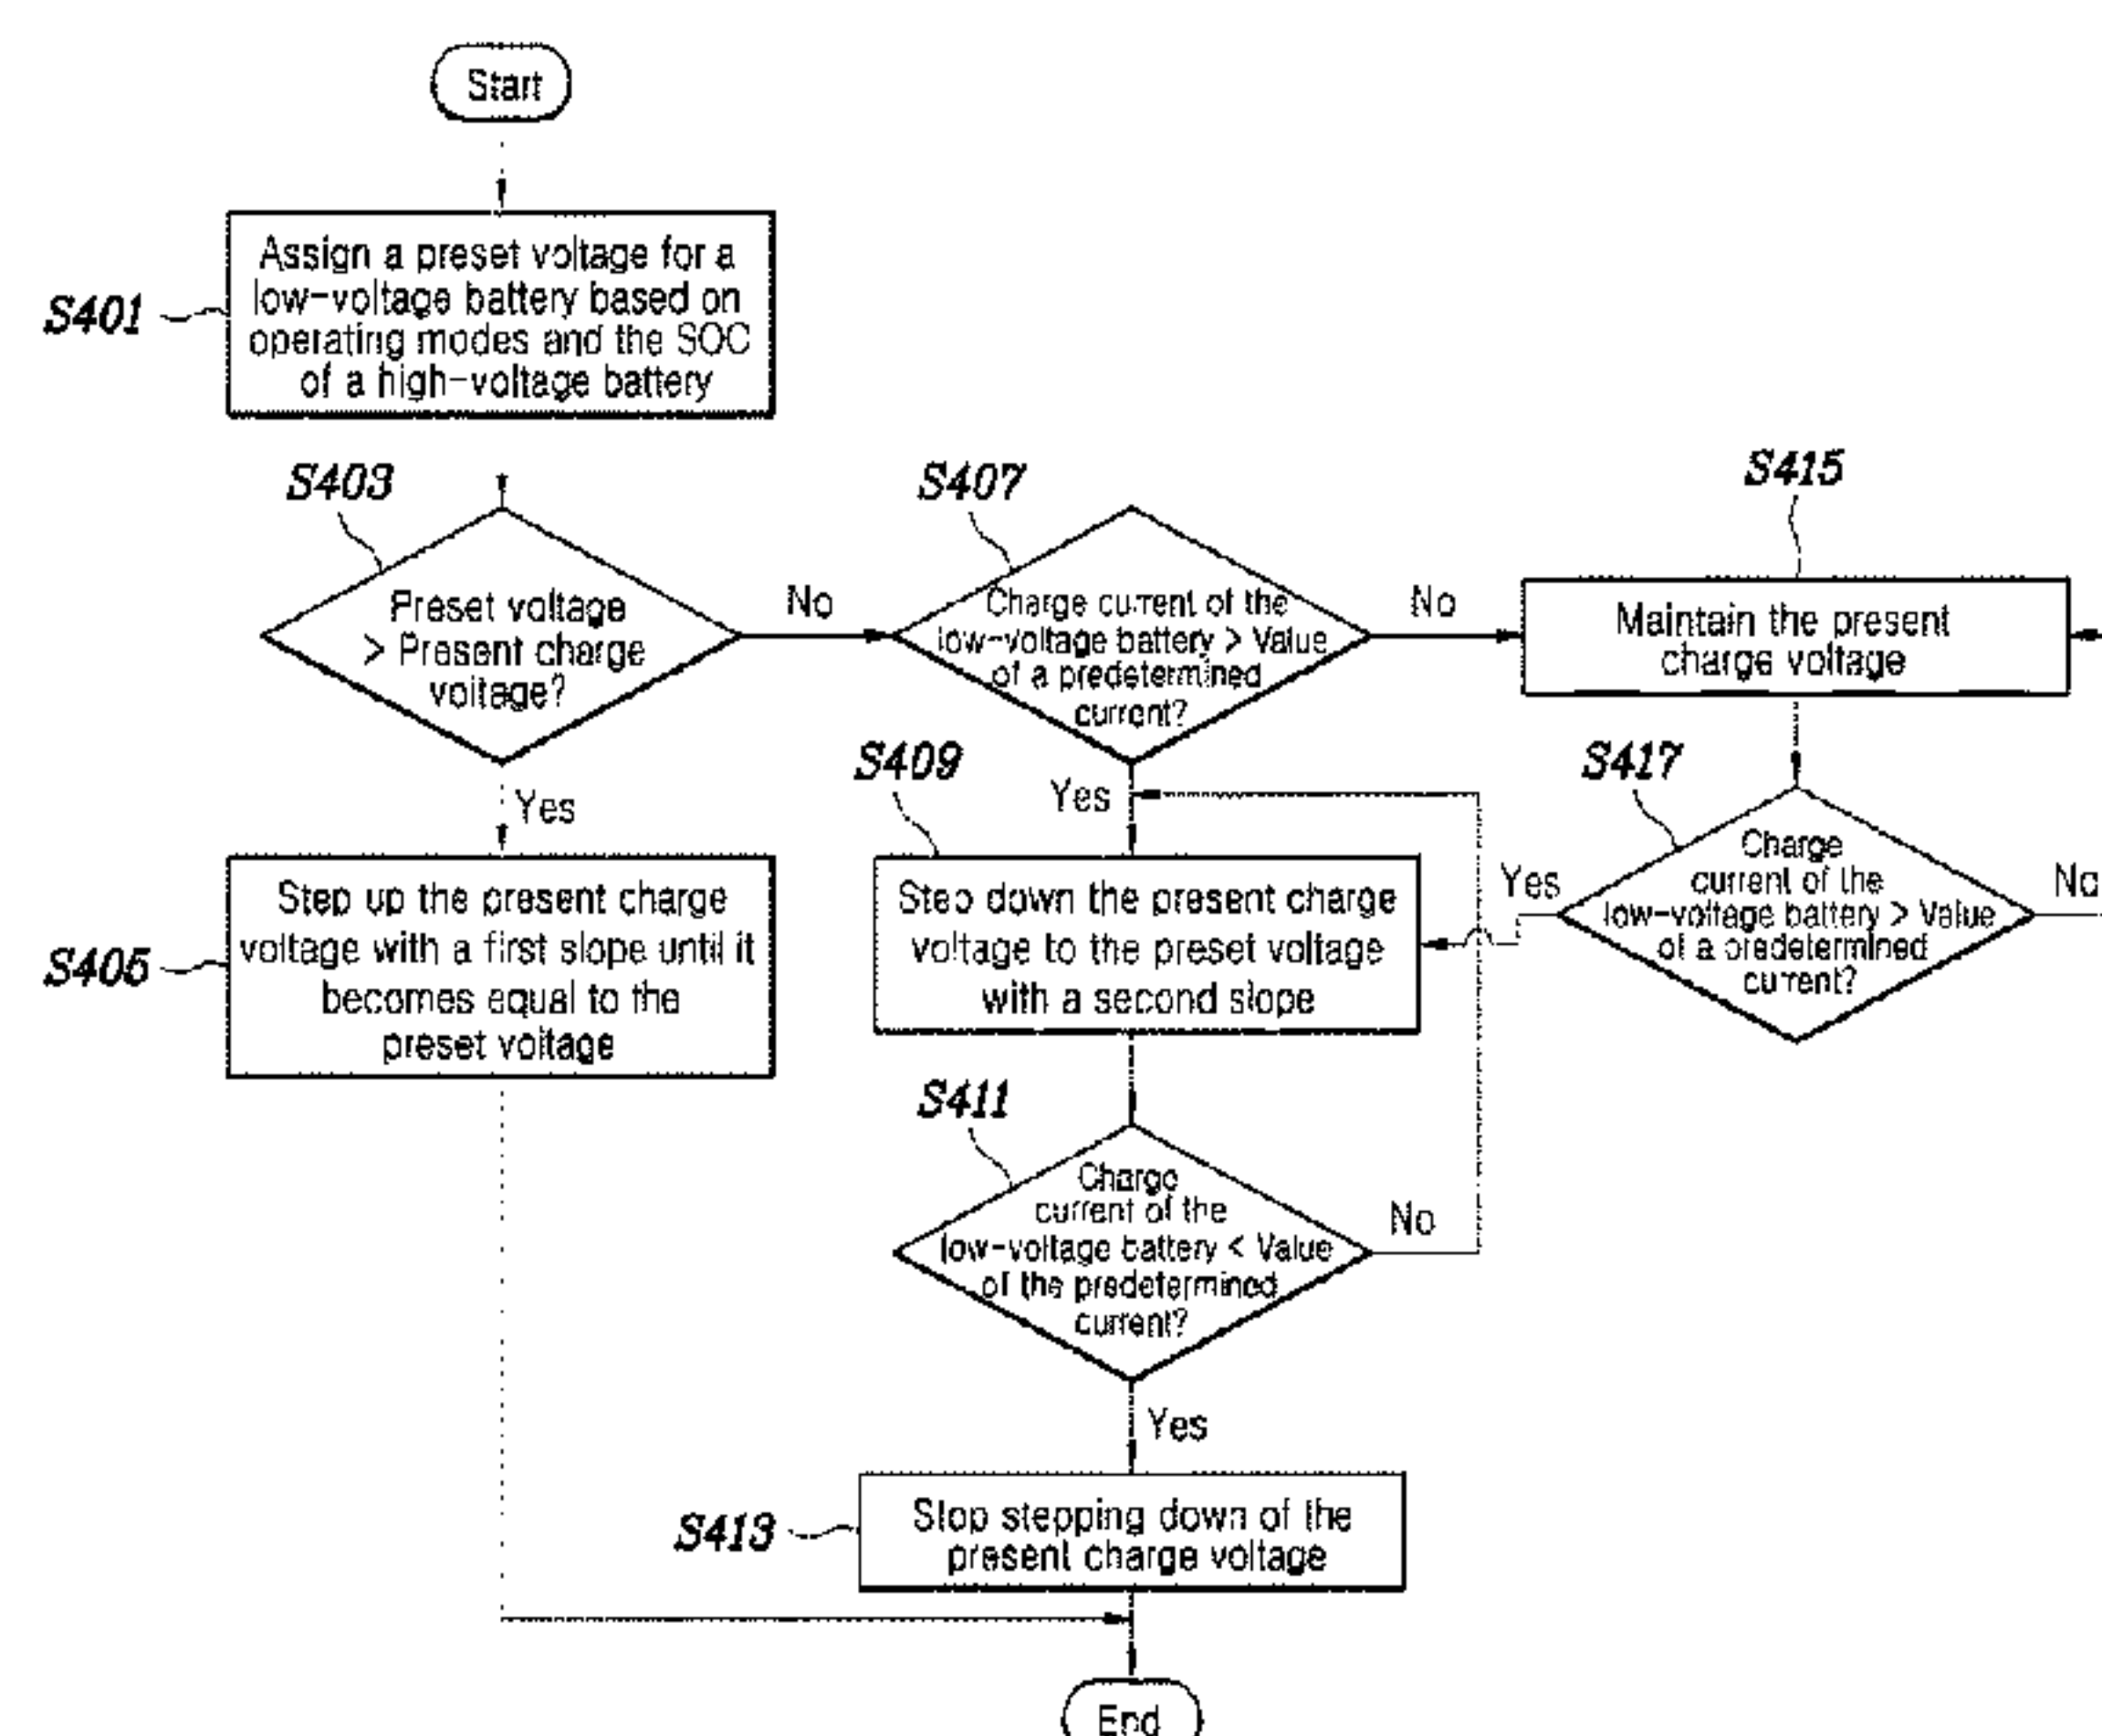 Start
S401
Assign a preset voltage for a
low-voltage battery based on
operating modes and the SOC
of a high-voltage battery
S403
Preset voltage
> Present charge
voltage?
No
Yes
S405
Step up the present charge
voltage with a first slope until it
becomes equal to the
preset voltage
S407
Charge current of the
low-voltage battery > Value
of a predetermined
current?
No
Yes
S409
Step down the present charge
voltage to the preset voltage
with a second slope
S411
Charge
current of the
low-voltage battery < Value
of the predetermined
current?
No
Yes
S413
Stop stepping down of the
present charge voltage
S415
Maintain the present
charge voltage
S417
Charge
current of the
low-voltage battery > Value
of a predetermined
current?
Yes
No
End